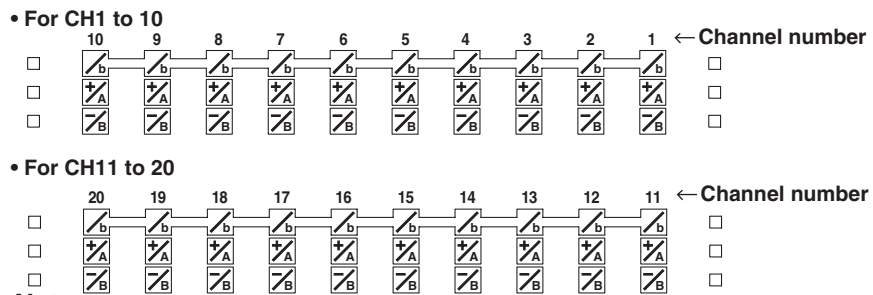 • For CH1 to 10
10 9 8 7 6 5 4 3 2 1 ←Channel number
/b /b /b /b /b /b /b /b /b /b
+/A +/A +/A +/A +/A +/A +/A +/A +/A +/A
−/B −/B −/B −/B −/B −/B −/B −/B −/B −/B
• For CH11 to 20
20 19 18 17 16 15 14 13 12 11 ←Channel number
/b /b /b /b /b /b /b /b /b /b
+/A +/A +/A +/A +/A +/A +/A +/A +/A +/A
−/B −/B −/B −/B −/B −/B −/B −/B −/B −/B